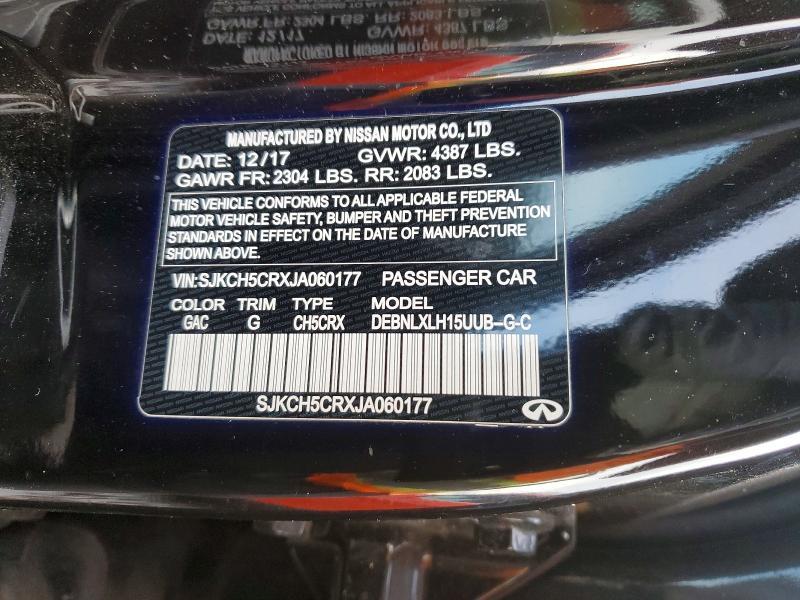 MANUFACTURED BY NISSAN MOTOR CO., LTD
DATE: 12/17 GVWR: 4387 LBS.
GAWR FR: 2304 LBS. RR: 2083 LBS.
THIS VEHICLE CONFORMS TO ALL APPLICABLE FEDERAL
MOTOR VEHICLE SAFETY, BUMPER AND THEFT PREVENTION
STANDARDS IN EFFECT ON THE DATE OF MANUFACTURE
SHOWN ABOVE.
VIN:SJKCH5CRXJA060177 PASSENGER CAR
COLOR TRIM TYPE
GAC G CH5CRX DEBNLXLH15UUB-G-C
SJKCH5CRXJA060177